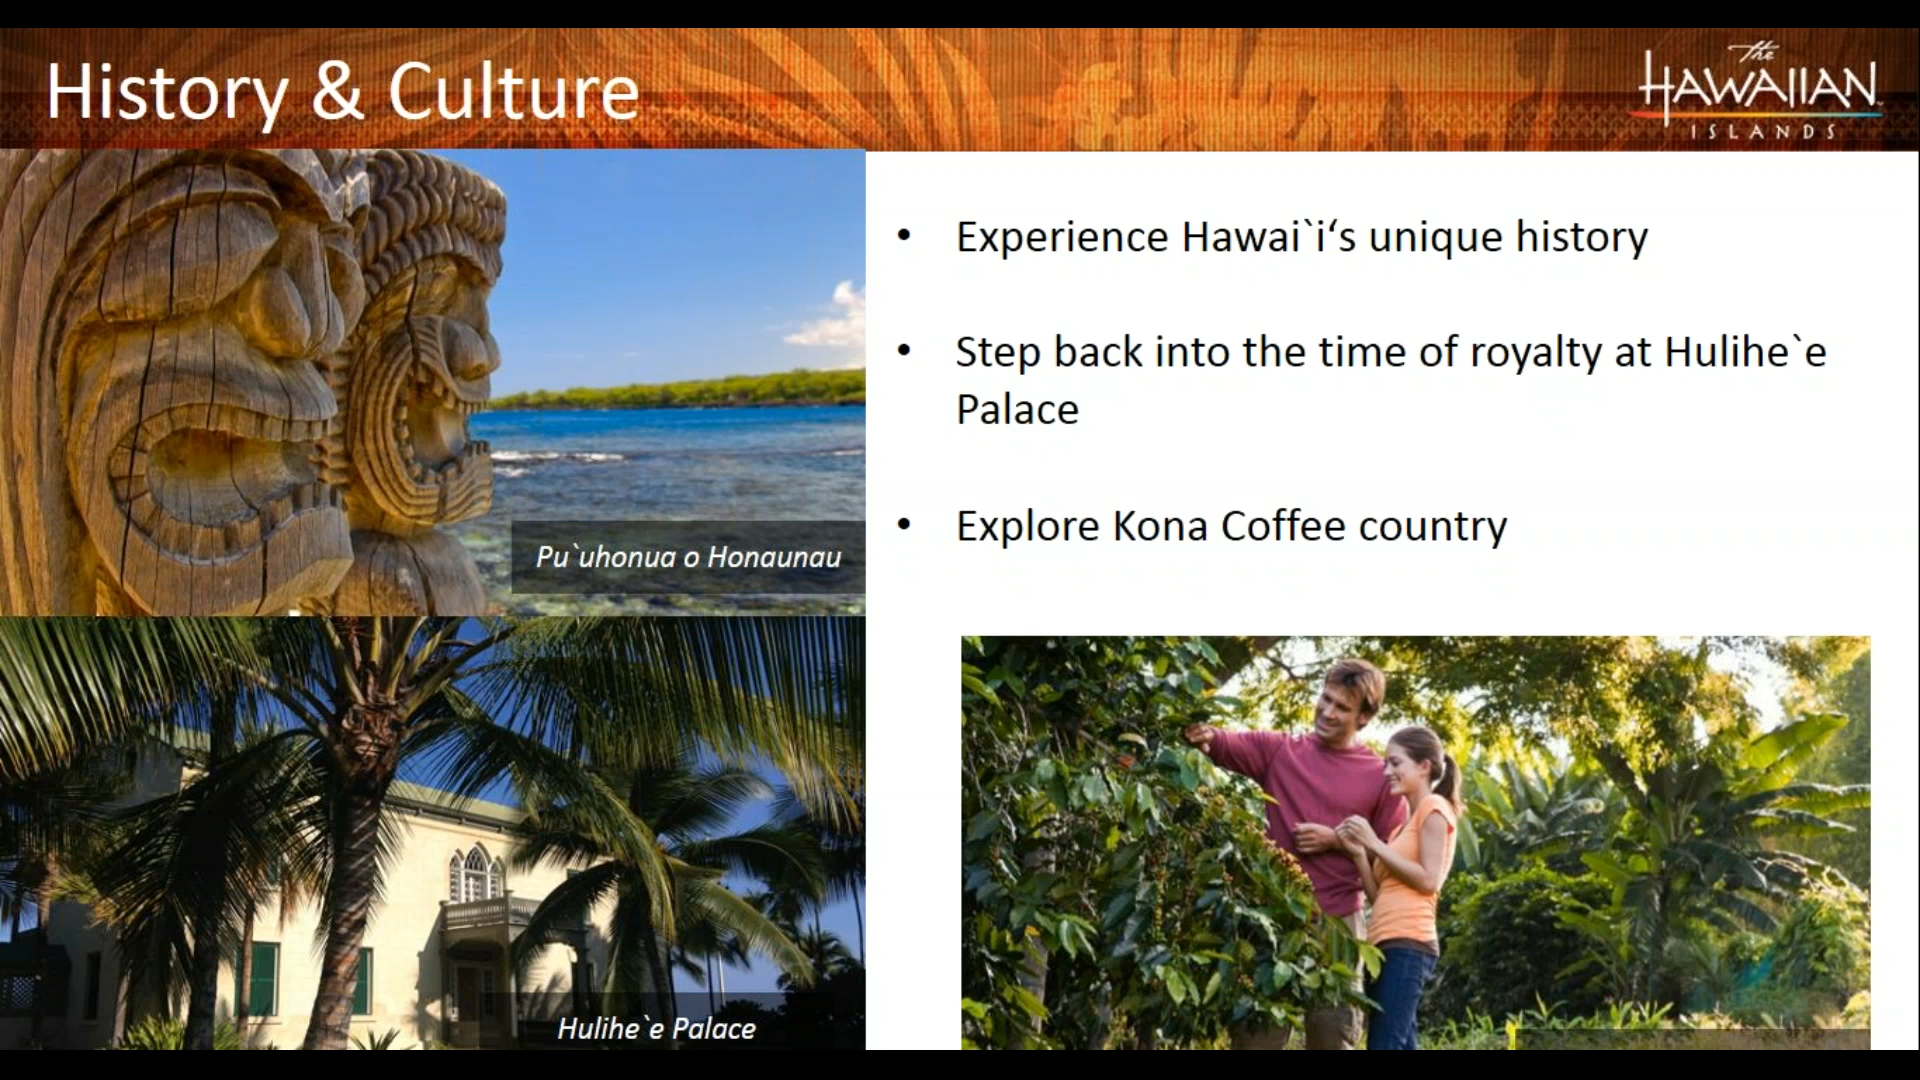 History & Culture
the
HAWAIIAN
ISLANDS
Pu`uhonua o Honaunau
Hulihe`e Palace
• Experience Hawai`i‘s unique history
• Step back into the time of royalty at Hulihe`e
Palace
• Explore Kona Coffee country